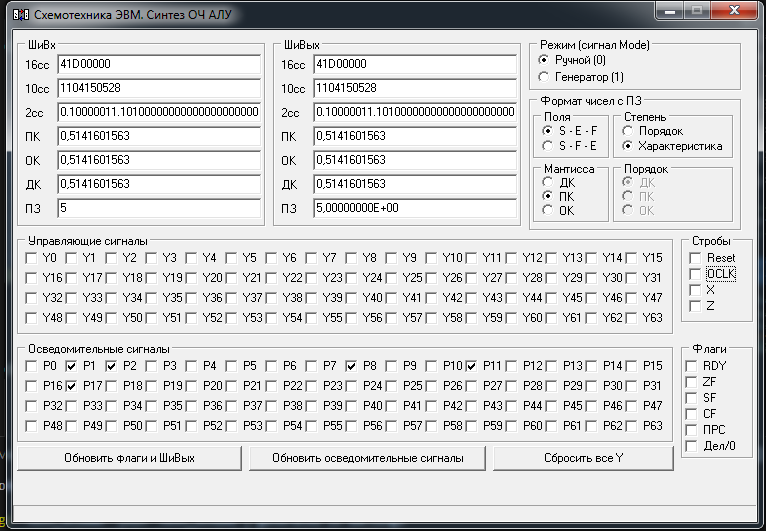 Схемотехника ЭВМ. Синтез ОЧ АЛУ
ШиВх
16сс 41D00000
10сс 1104150528
2сс 0.10000011.10100000000000000000000
ПК 0,5141601563
ОК 0,5141601563
ДК 0,5141601563
ПЗ 5
ШиВых
16сс 41D00000
10сс 1104150528
2сс 0.10000011.10100000000000000000000
ПК 0,5141601563
ОК 0,5141601563
ДК 0,5141601563
ПЗ 5,00000000E+00
Режим (сигнал Mode)
Ручной (0)
Генератор (1)
Формат чисел с ПЗ
Поля
S - E - F
S - F - E
Степень
Порядок
Характеристика
Мантисса
ДК
ПК
ОК
Порядок
ДК
ПК
ОК
Управляющие сигналы
Y0 Y1 Y2 Y3 Y4 Y5 Y6 Y7 Y8 Y9 Y10 Y11 Y12 Y13 Y14 Y15
Y16 Y17 Y18 Y19 Y20 Y21 Y22 Y23 Y24 Y25 Y26 Y27 Y28 Y29 Y30 Y31
Y32 Y33 Y34 Y35 Y36 Y37 Y38 Y39 Y40 Y41 Y42 Y43 Y44 Y45 Y46 Y47
Y48 Y49 Y50 Y51 Y52 Y53 Y54 Y55 Y56 Y57 Y58 Y59 Y60 Y61 Y62 Y63
Стробы
Reset
OCLK
X
Z
Осведомительные сигналы
P0 P1 P2 P3 P4 P5 P6 P7 P8 P9 P10 P11 P12 P13 P14 P15
P16 P17 P18 P19 P20 P21 P22 P23 P24 P25 P26 P27 P28 P29 P30 P31
P32 P33 P34 P35 P36 P37 P38 P39 P40 P41 P42 P43 P44 P45 P46 P47
P48 P49 P50 P51 P52 P53 P54 P55 P56 P57 P58 P59 P60 P61 P62 P63
Флаги
RDY
ZF
SF
CF
ПРС
Дел/0
Обновить флаги и ШиВых
Обновить осведомительные сигналы
Сбросить все Y